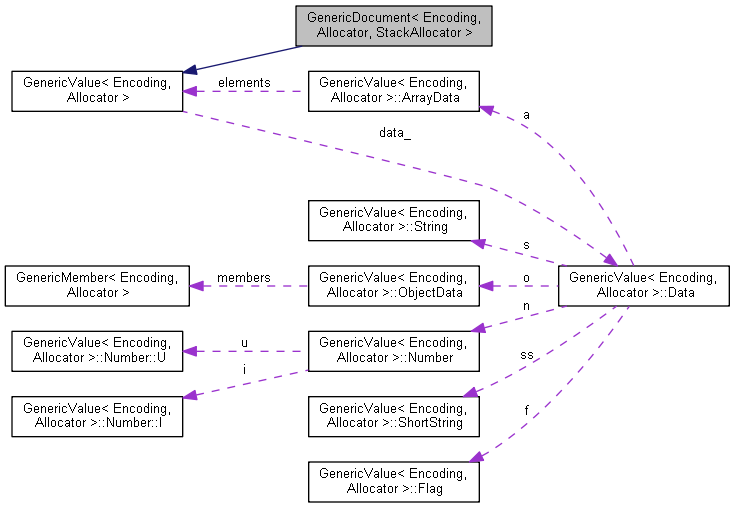 GenericDocument< Encoding,
Allocator, StackAllocator >
GenericValue< Encoding,
Allocator >
elements
GenericValue< Encoding,
Allocator >::ArrayData
a
data_
GenericValue< Encoding,
Allocator >::String
s
GenericMember< Encoding,
Allocator >
members
GenericValue< Encoding,
Allocator >::ObjectData
o
GenericValue< Encoding,
Allocator >::Data
n
GenericValue< Encoding,
Allocator >::Number::U
u
GenericValue< Encoding,
Allocator >::Number
i
ss
GenericValue< Encoding,
Allocator >::Number::I
GenericValue< Encoding,
Allocator >::ShortString
f
GenericValue< Encoding,
Allocator >::Flag